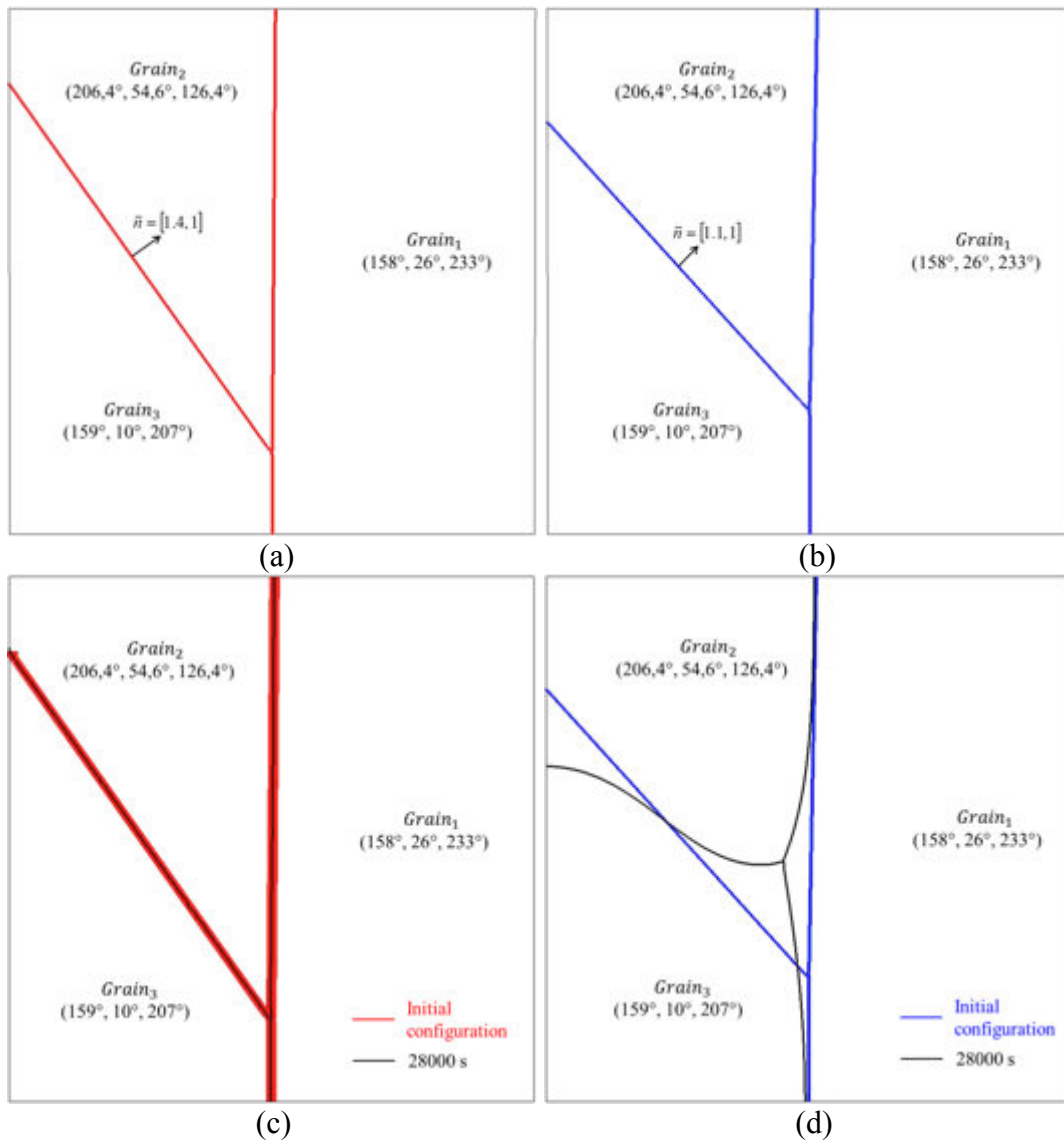 Grain₂
(206,4°, 54,6°, 126,4°)
n⃗ = [1.4,1]
Grain₁
(158°, 26°, 233°)
Grain₃
(159°, 10°, 207°)
(a)
Grain₂
(206,4°, 54,6°, 126,4°)
n⃗ = [1.1,1]
Grain₁
(158°, 26°, 233°)
Grain₃
(159°, 10°, 207°)
(b)
Grain₂
(206,4°, 54,6°, 126,4°)
Grain₁
(158°, 26°, 233°)
Grain₃
(159°, 10°, 207°)
Initial
configuration
28000 s
(c)
Grain₂
(206,4°, 54,6°, 126,4°)
Grain₁
(158°, 26°, 233°)
Grain₃
(159°, 10°, 207°)
Initial
configuration
28000 s
(d)